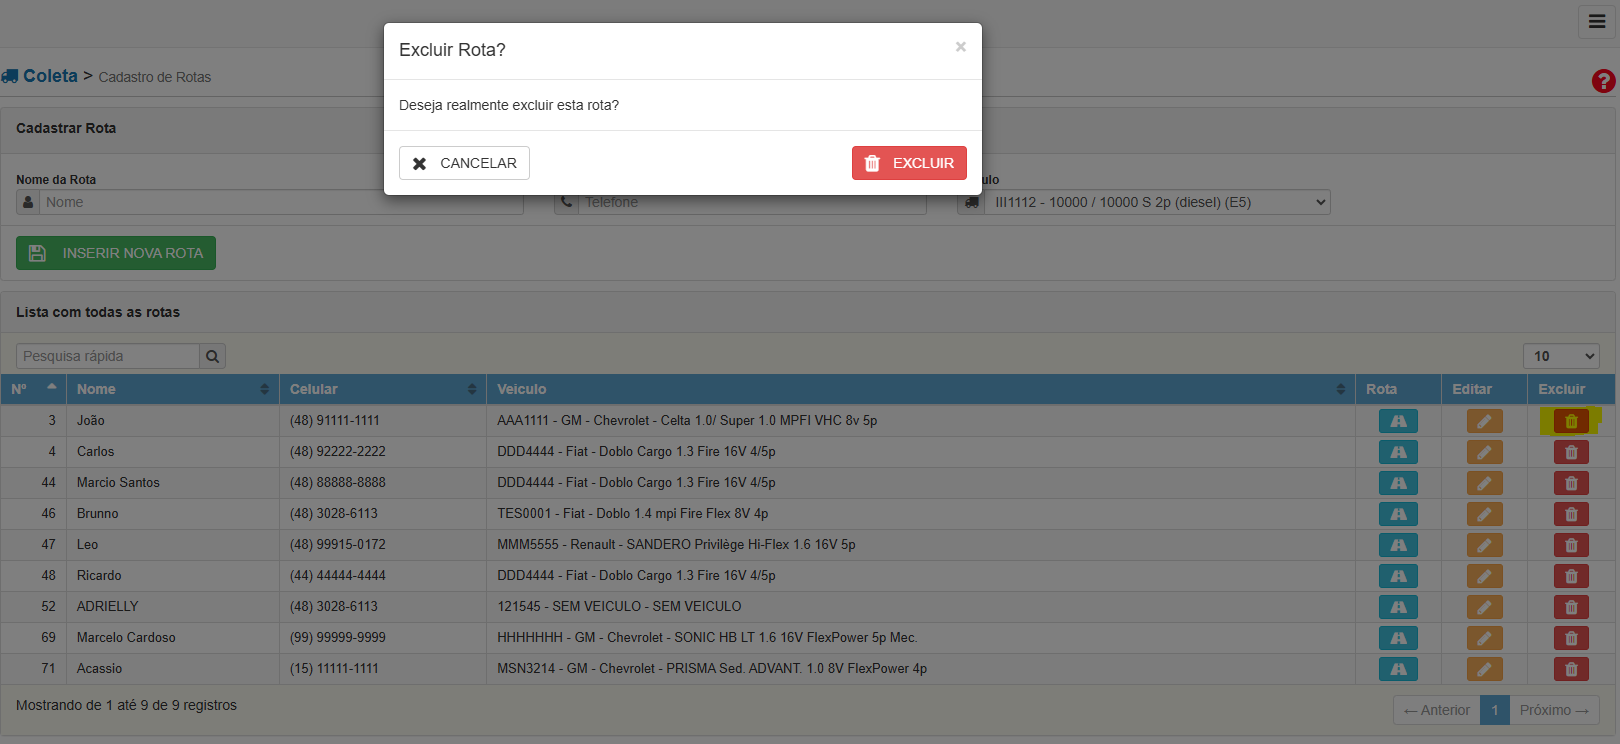 Excluir Rota?
×
Deseja realmente excluir esta rota?
CANCELAR
EXCLUIR
Coleta > Cadastro de Rotas
?
Cadastrar Rota
Nome da Rota
ulo
Nome
Telefone
III1112 - 10000 / 10000 S 2p (diesel) (E5)
INSERIR NOVA ROTA
Lista com todas as rotas
Pesquisa rápida
10
Nº Nome Celular Veiculo Rota Editar Excluir
3 João (48) 91111-1111 AAA1111 - GM - Chevrolet - Celta 1.0/ Super 1.0 MPFI VHC 8v 5p
4 Carlos (48) 92222-2222 DDD4444 - Fiat - Doblo Cargo 1.3 Fire 16V 4/5p
44 Marcio Santos (48) 88888-8888 DDD4444 - Fiat - Doblo Cargo 1.3 Fire 16V 4/5p
46 Brunno (48) 3028-6113 TES0001 - Fiat - Doblo 1.4 mpi Fire Flex 8V 4p
47 Leo (48) 99915-0172 MMM5555 - Renault - SANDERO Privilège Hi-Flex 1.6 16V 5p
48 Ricardo (44) 44444-4444 DDD4444 - Fiat - Doblo Cargo 1.3 Fire 16V 4/5p
52 ADRIELLY (48) 3028-6113 121545 - SEM VEICULO - SEM VEICULO
69 Marcelo Cardoso (99) 99999-9999 HHHHHHH - GM - Chevrolet - SONIC HB LT 1.6 16V FlexPower 5p Mec.
71 Acassio (15) 11111-1111 MSN3214 - GM - Chevrolet - PRISMA Sed. ADVANT. 1.0 8V FlexPower 4p
Mostrando de 1 até 9 de 9 registros
← Anterior 1 Próximo →